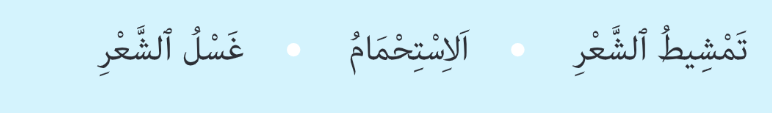 تَمْشِيطُ ٱلشَّعْرِ • اَلاِسْتِحْمَامُ • غَسْلُ ٱلشَّعْرِ